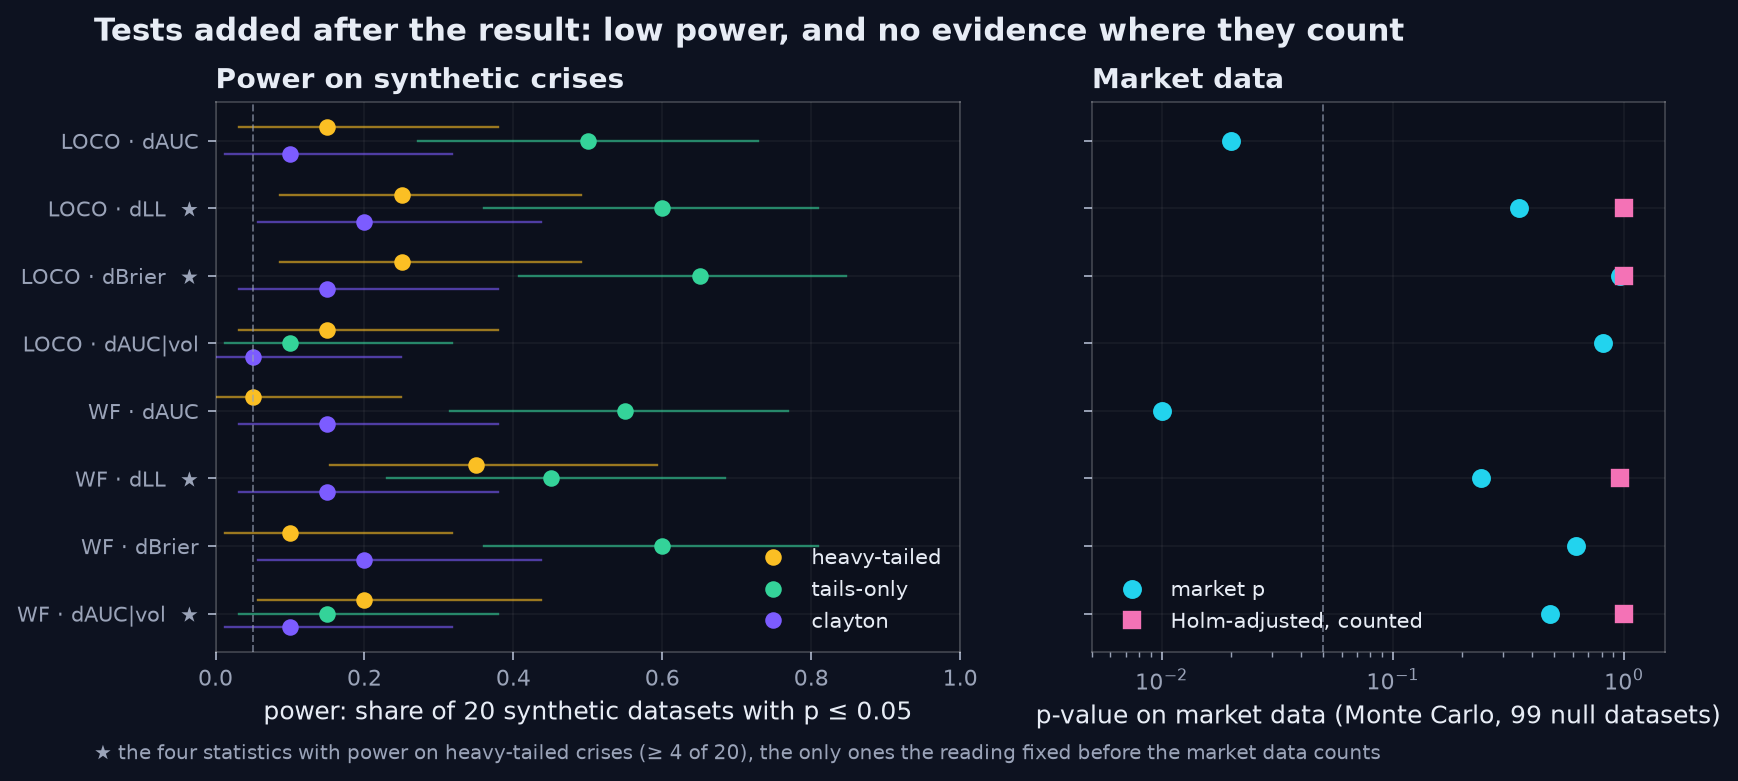 Tests added after the result: low power, and no evidence where they count
Power on synthetic crises
LOCO · dAUC
LOCO · dLL ★
LOCO · dBrier ★
LOCO · dAUC|vol
WF · dAUC
WF · dLL ★
WF · dBrier
WF · dAUC|vol ★
heavy-tailed
tails-only
clayton
0.0 0.2 0.4 0.6 0.8 1.0
power: share of 20 synthetic datasets with p ≤ 0.05
Market data
market p
Holm-adjusted, counted
10⁻² 10⁻¹ 10⁰
p-value on market data (Monte Carlo, 99 null datasets)
★ the four statistics with power on heavy-tailed crises (≥ 4 of 20), the only ones the reading fixed before the market data counts